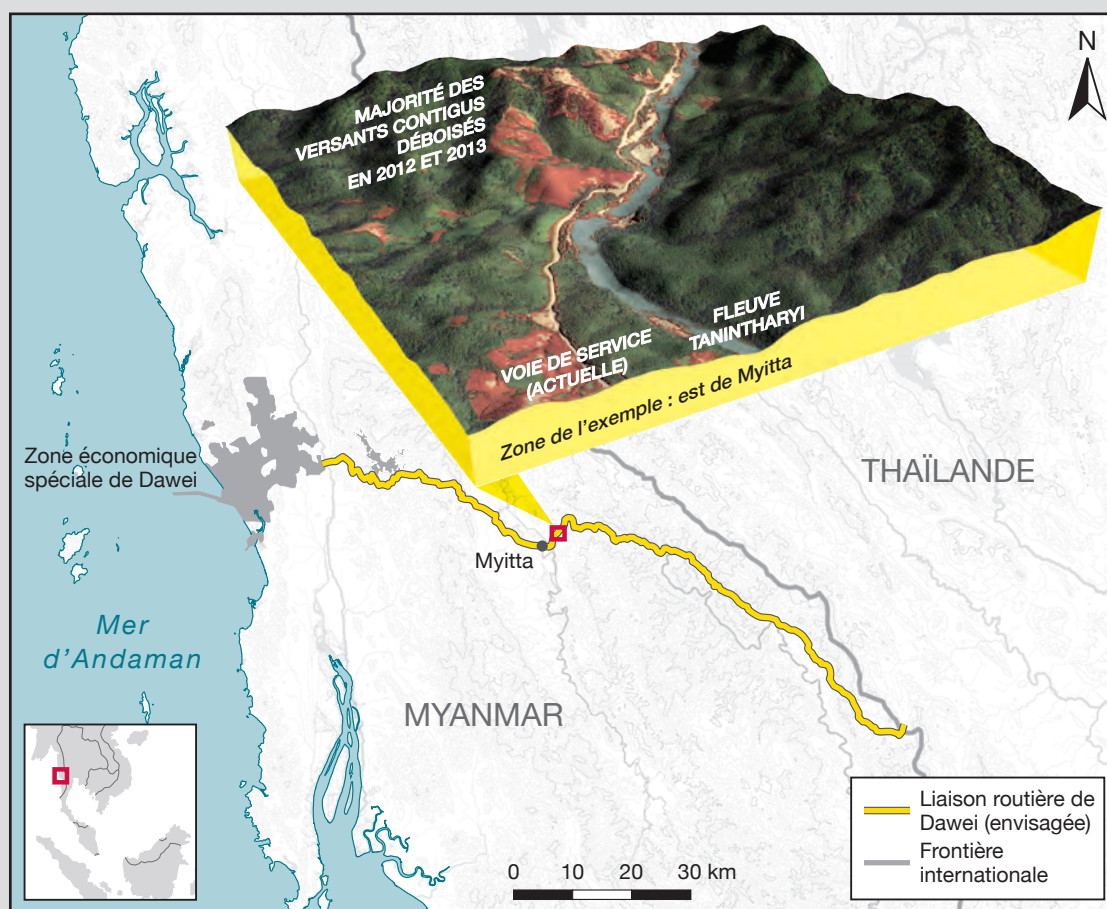 N
MAJORITÉ DES
VERSANTS CONTIGUS
DÉBOISÉS
EN 2012 ET 2013
FLEUVE
TANINTHARYI
VOIE DE SERVICE
(ACTUELLE)
Zone de l'exemple : est de Myitta
Zone économique
spéciale de Dawei
THAÏLANDE
Myitta
Mer
d'Andaman
MYANMAR
Liaison routière de
Dawei (envisagée)
Frontière
internationale
0 10 20 30 km